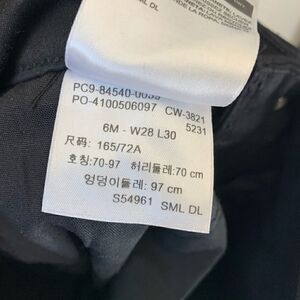 PC9-84540-0039
PO-4100506097 CW-3821
5231
6M - W28 L30
尺码: 165/72A
호칭:70-97 허리둘레:70 cm
엉덩이둘레: 97 cm
S54961 SML DL